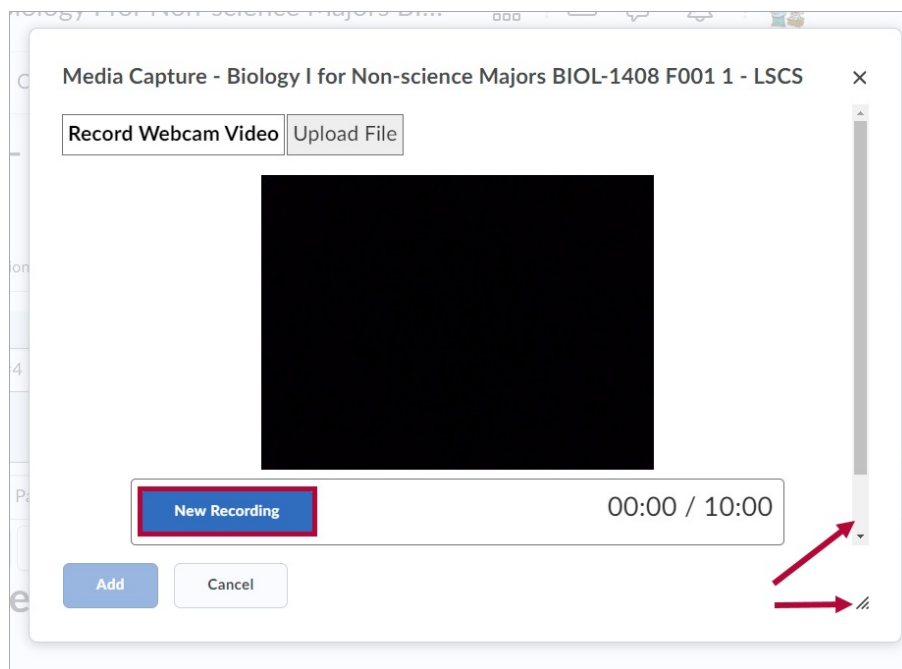 Media Capture - Biology I for Non-science Majors BIOL-1408 F001 1 - LSCS
Record Webcam Video
Upload File
New Recording
00:00 / 10:00
Add
Cancel